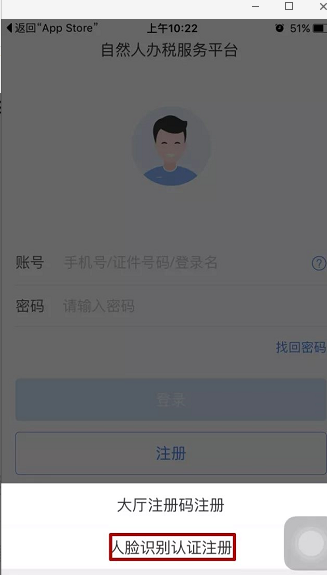 返回“App Store”
上午10:22
51%
自然人办税服务平台
账号 手机号/证件号码/登录名 ?
密码 请输入密码
找回密码
登录
注册
大厅注册码注册
人脸识别认证注册